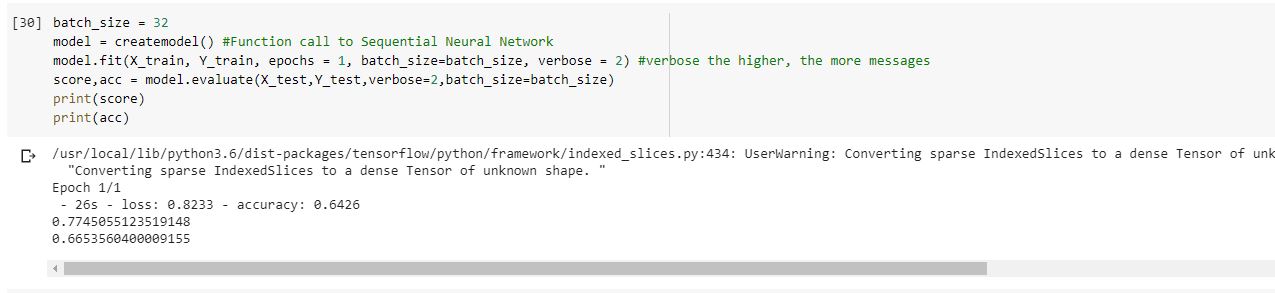 [30] batch_size = 32
model = createmodel() #Function call to Sequential Neural Network
model.fit(X_train, Y_train, epochs = 1, batch_size=batch_size, verbose = 2) #verbose the higher, the more messages
score,acc = model.evaluate(X_test,Y_test,verbose=2,batch_size=batch_size)
print(score)
print(acc)
/usr/local/lib/python3.6/dist-packages/tensorflow/python/framework/indexed_slices.py:434: UserWarning: Converting sparse IndexedSlices to a dense Tensor of unk
"Converting sparse IndexedSlices to a dense Tensor of unknown shape. "
Epoch 1/1
- 26s - loss: 0.8233 - accuracy: 0.6426
0.7745055123519148
0.6653560400009155